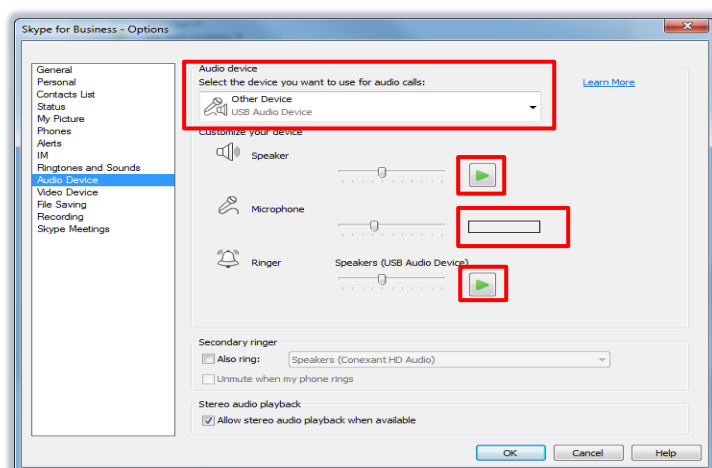 Skype for Business - Options
General
Personal
Contacts List
Status
My Picture
Phones
Alerts
IM
Ringtones and Sounds
Audio Device
Video Device
File Saving
Recording
Skype Meetings
Audio device
Select the device you want to use for audio calls:
Learn More
Other Device
USB Audio Device
Customize your device
Speaker
Microphone
Ringer
Speakers (USB Audio Device)
Secondary ringer
Also ring:
Speakers (Conexant HD Audio)
Unmute when my phone rings
Stereo audio playback
Allow stereo audio playback when available
OK
Cancel
Help